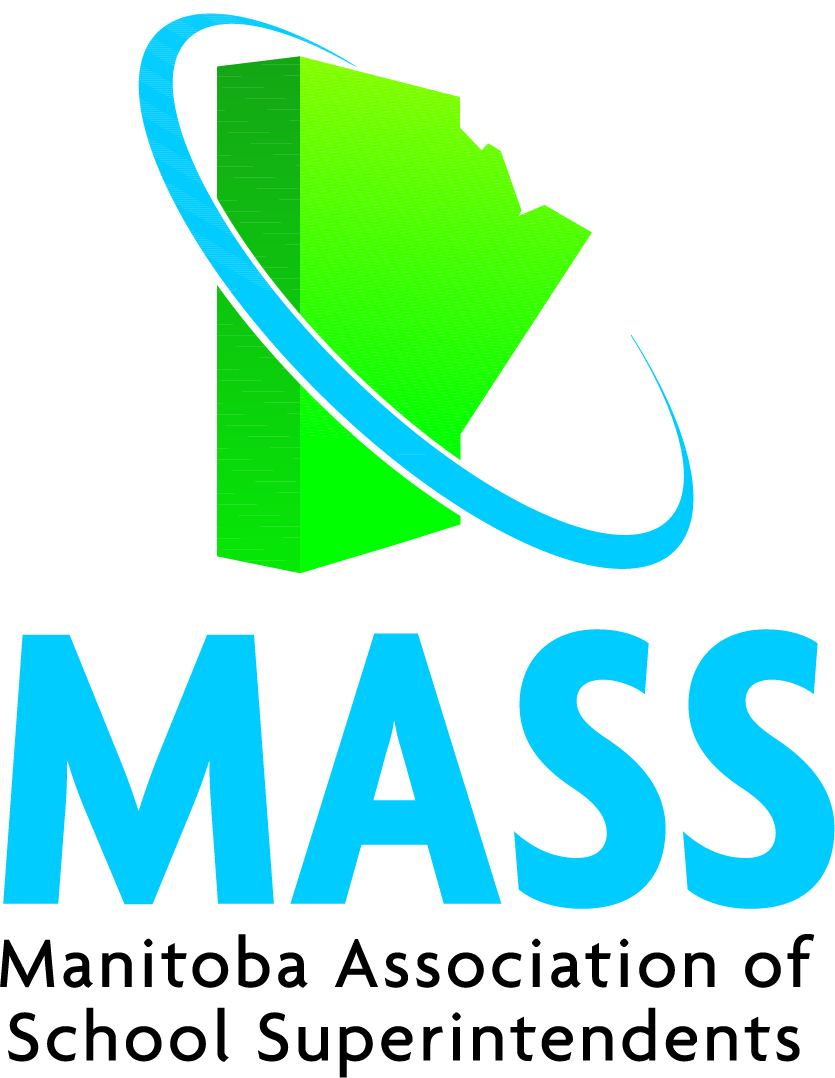 MASS
Manitoba Association of
School Superintendents